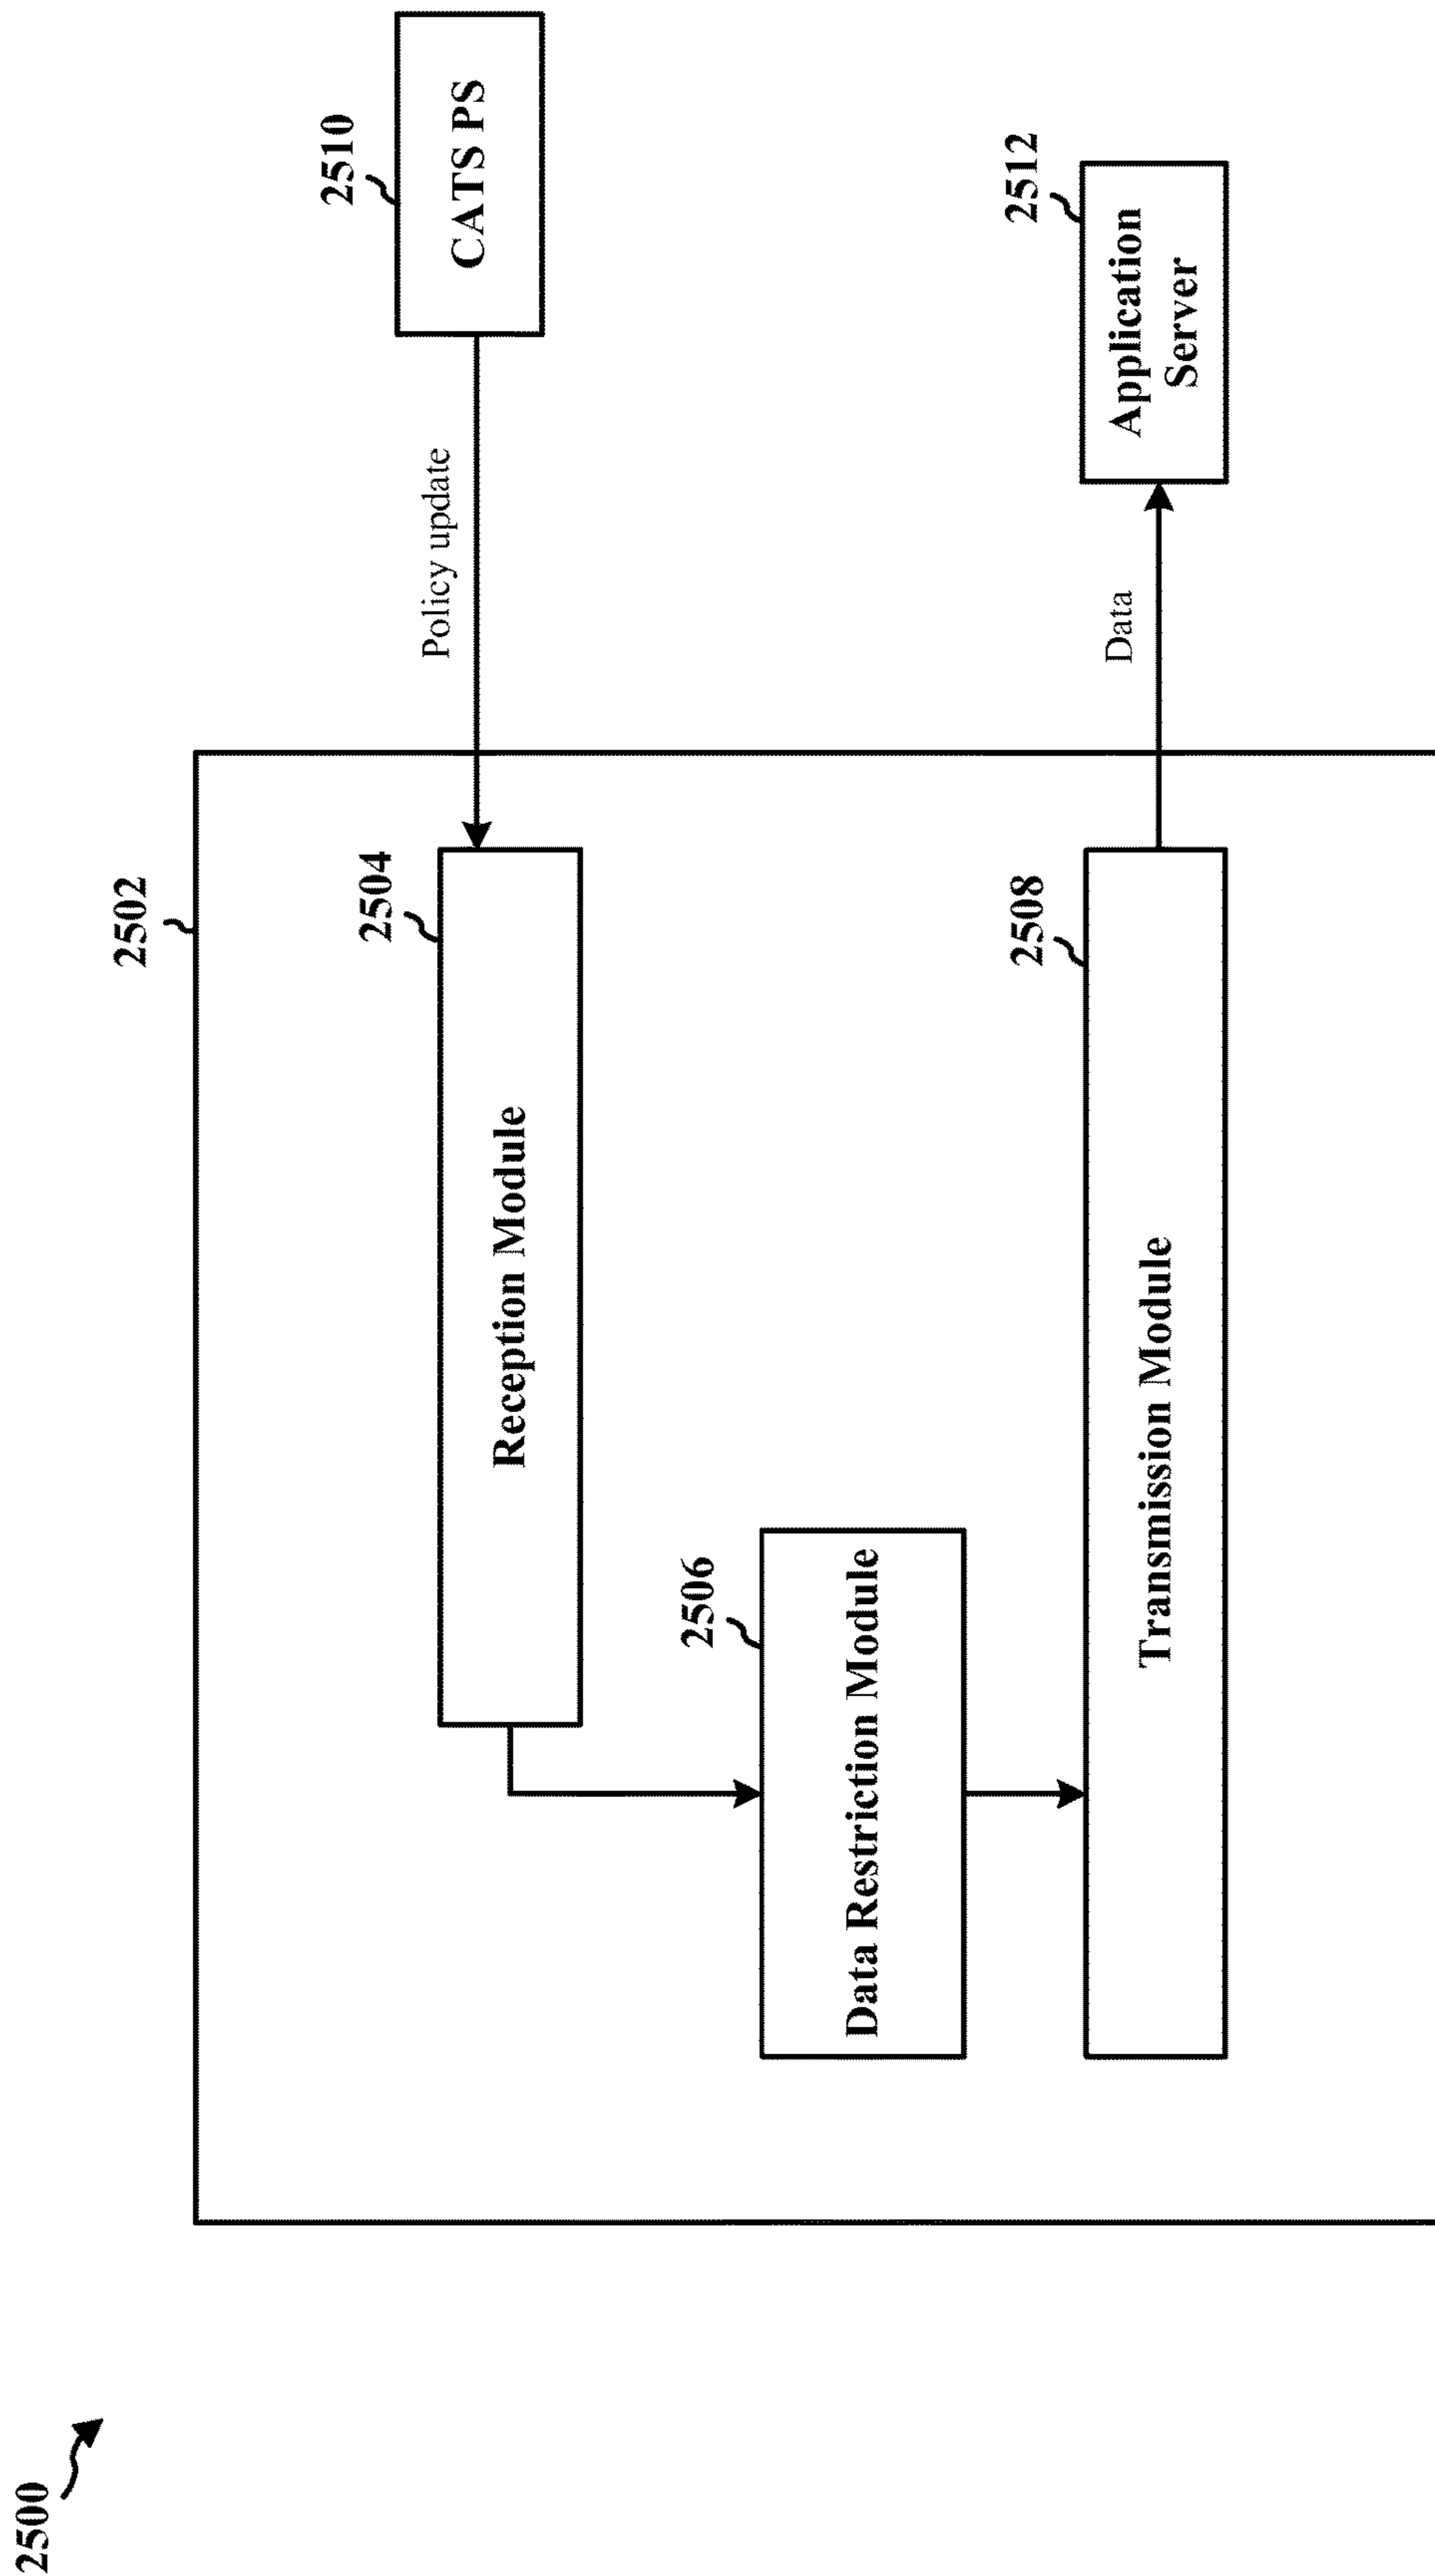 2500
2502
2504
Reception Module
Policy update
2510
CATS PS
2506
Data Restriction Module
2508
Transmission Module
Data
2512
Application
Server